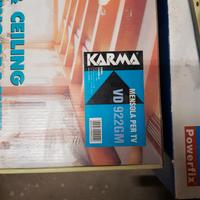 & CEILING
KARMA
MENSOLA PER TV
VD 922GM
Powerfix